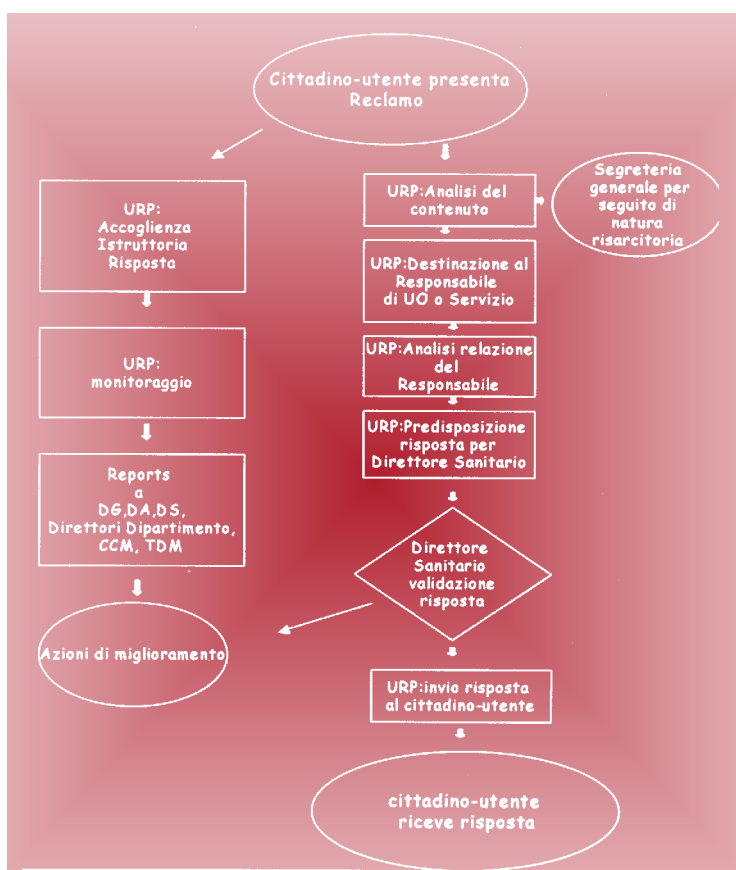 Cittadino-utente presenta
Reclamo
URP:
Accoglienza
Istruttoria
Risposta
URP:
monitoraggio
Reports
a
DG,DA,DS,
Direttori Dipartimento,
CCM, TDM
Azioni di miglioramento
URP:Analisi del
contenuto
Segreteria
generale per
seguito di
natura
risarcitoria
URP:Destinazione al
Responsabile
di UO o Servizio
URP:Analisi relazione
del
Responsabile
URP:Predisposizione
risposta per
Direttore Sanitario
Direttore
Sanitario
validazione
risposta
URP:invio risposta
al cittadino-utente
cittadino-utente
riceve risposta